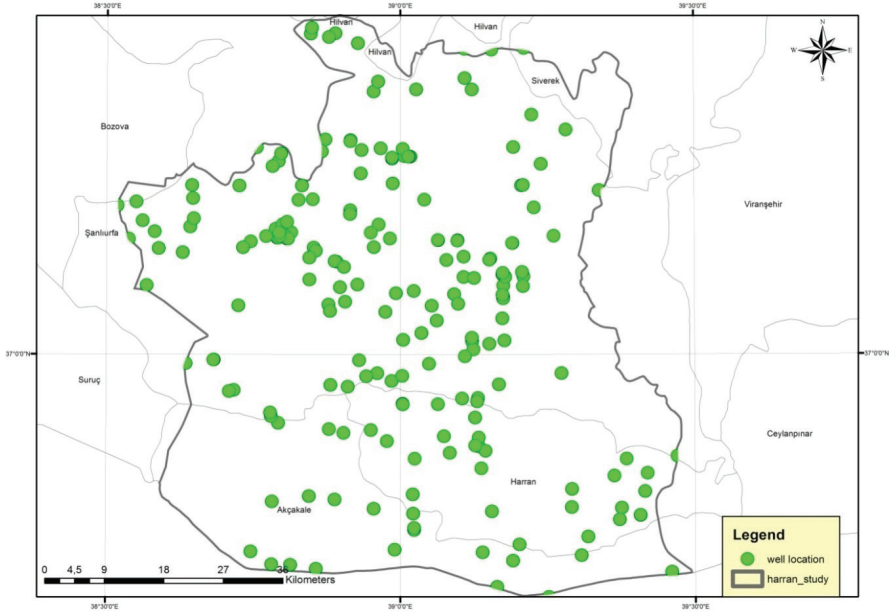 38°30'0"E
39°0'0"E
39°30'0"E
Hilvan
Hilvan
Hilvan
N
W
E
S
Siverek
Bozova
Viranşehir
Şanlıurfa
37°0'0"N
37°0'0"N
Suruç
Ceylanpınar
Harran
Akçakale
Legend
well location
harran_study
0 4,5 9 18 27 36
Kilometers
38°30'0"E
39°0'0"E
39°30'0"E